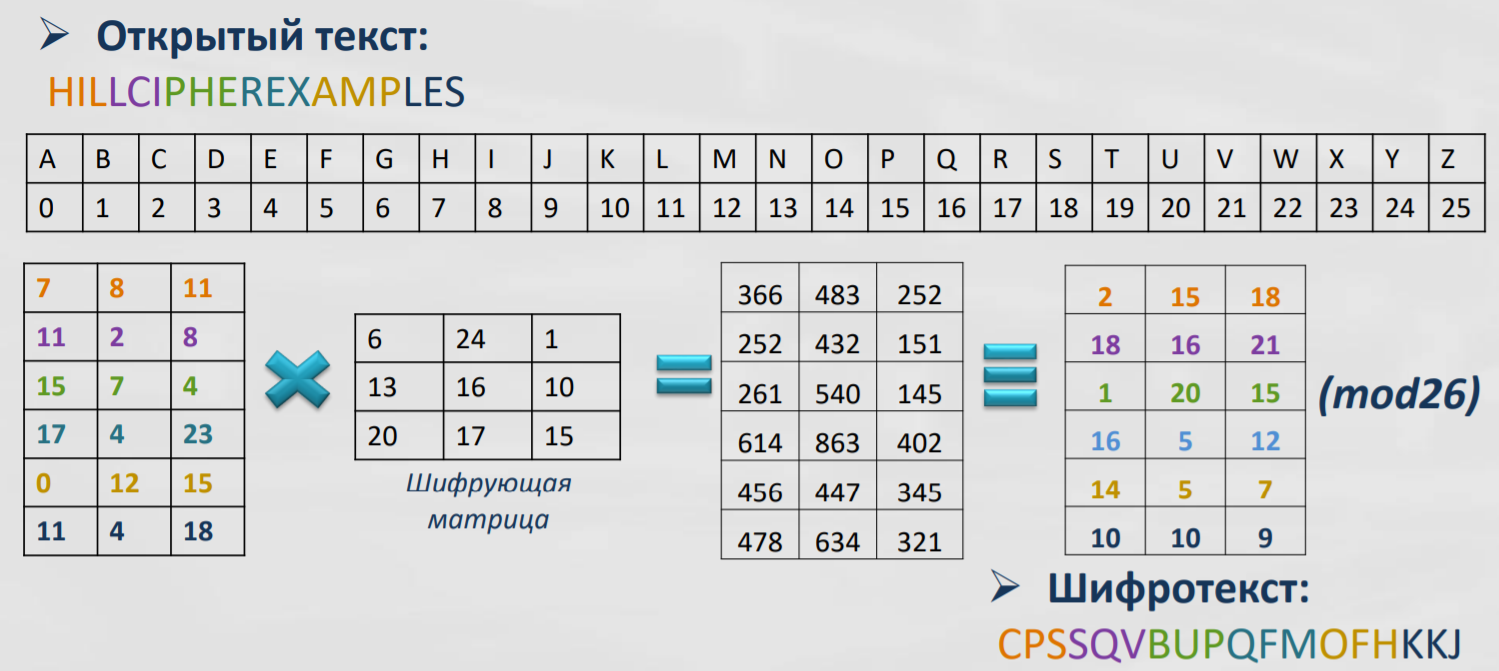 ➢ Открытый текст:
HILLCIPHEREXAMPLES
A B C D E F G H I J K L M N O P Q R S T U V W X Y Z
0 1 2 3 4 5 6 7 8 9 10 11 12 13 14 15 16 17 18 19 20 21 22 23 24 25
7 8 11
11 2 8
15 7 4
17 4 23
0 12 15
11 4 18
6 24 1
13 16 10
20 17 15
Шифрующая
матрица
366 483 252
252 432 151
261 540 145
614 863 402
456 447 345
478 634 321
2 15 18
18 16 21
1 20 15
16 5 12
14 5 7
10 10 9
(mod26)
➢ Шифротекст:
CPSSQVBUPQFMOFHKKJ